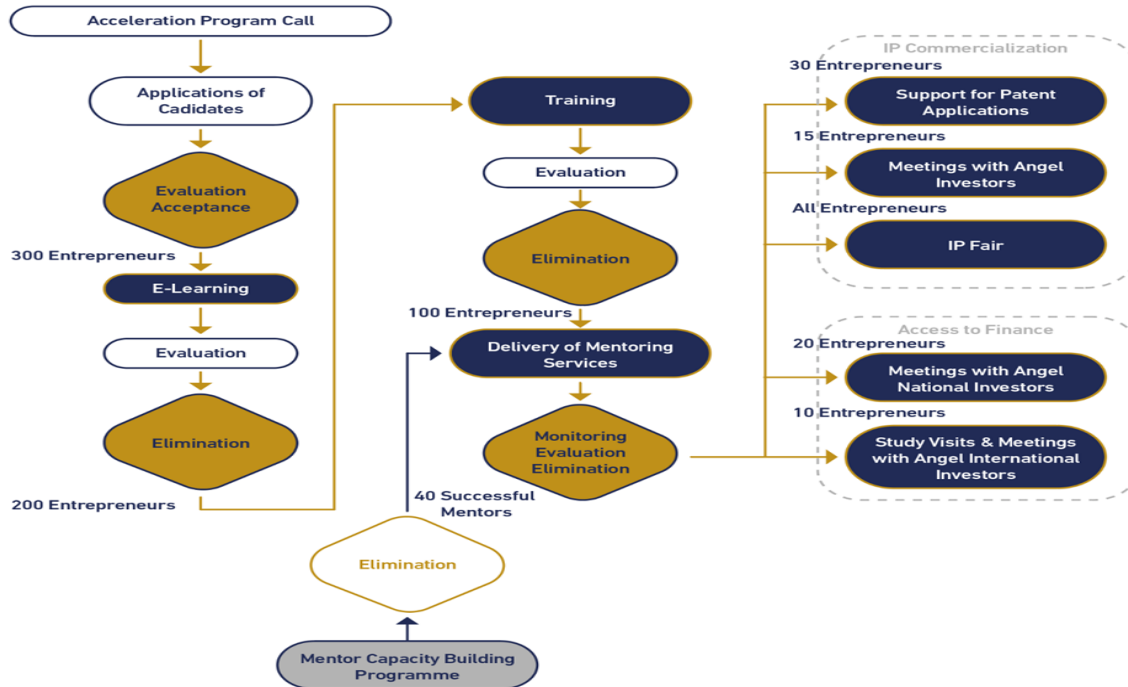 Acceleration Program Call
Applications of
Cadidates
Evaluation
Acceptance
300 Entrepreneurs
E-Learning
Evaluation
Elimination
200 Entrepreneurs
Training
Evaluation
Elimination
100 Entrepreneurs
Delivery of Mentoring
Services
Monitoring
Evaluation
Elimination
40 Successful
Mentors
Elimination
Mentor Capacity Building
Programme
IP Commercialization
30 Entrepreneurs
Support for Patent
Applications
15 Entrepreneurs
Meetings with Angel
Investors
All Entrepreneurs
IP Fair
Access to Finance
20 Entrepreneurs
Meetings with Angel
National Investors
10 Entrepreneurs
Study Visits & Meetings
with Angel International
Investors